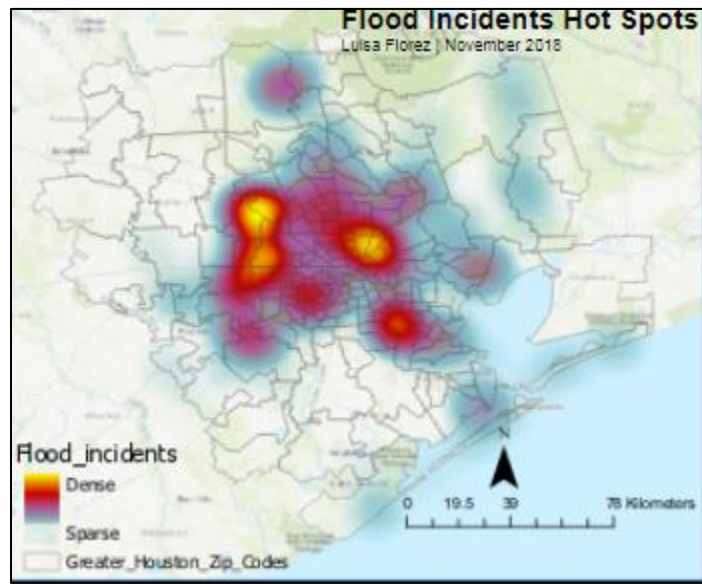 Flood Incidents Hot Spots
Luisa Florez | November 2018
N
Flood_incidents
Dense
Sparse
Greater_Houston_Zip_Codes
0 19.5 39 78 Kilometers